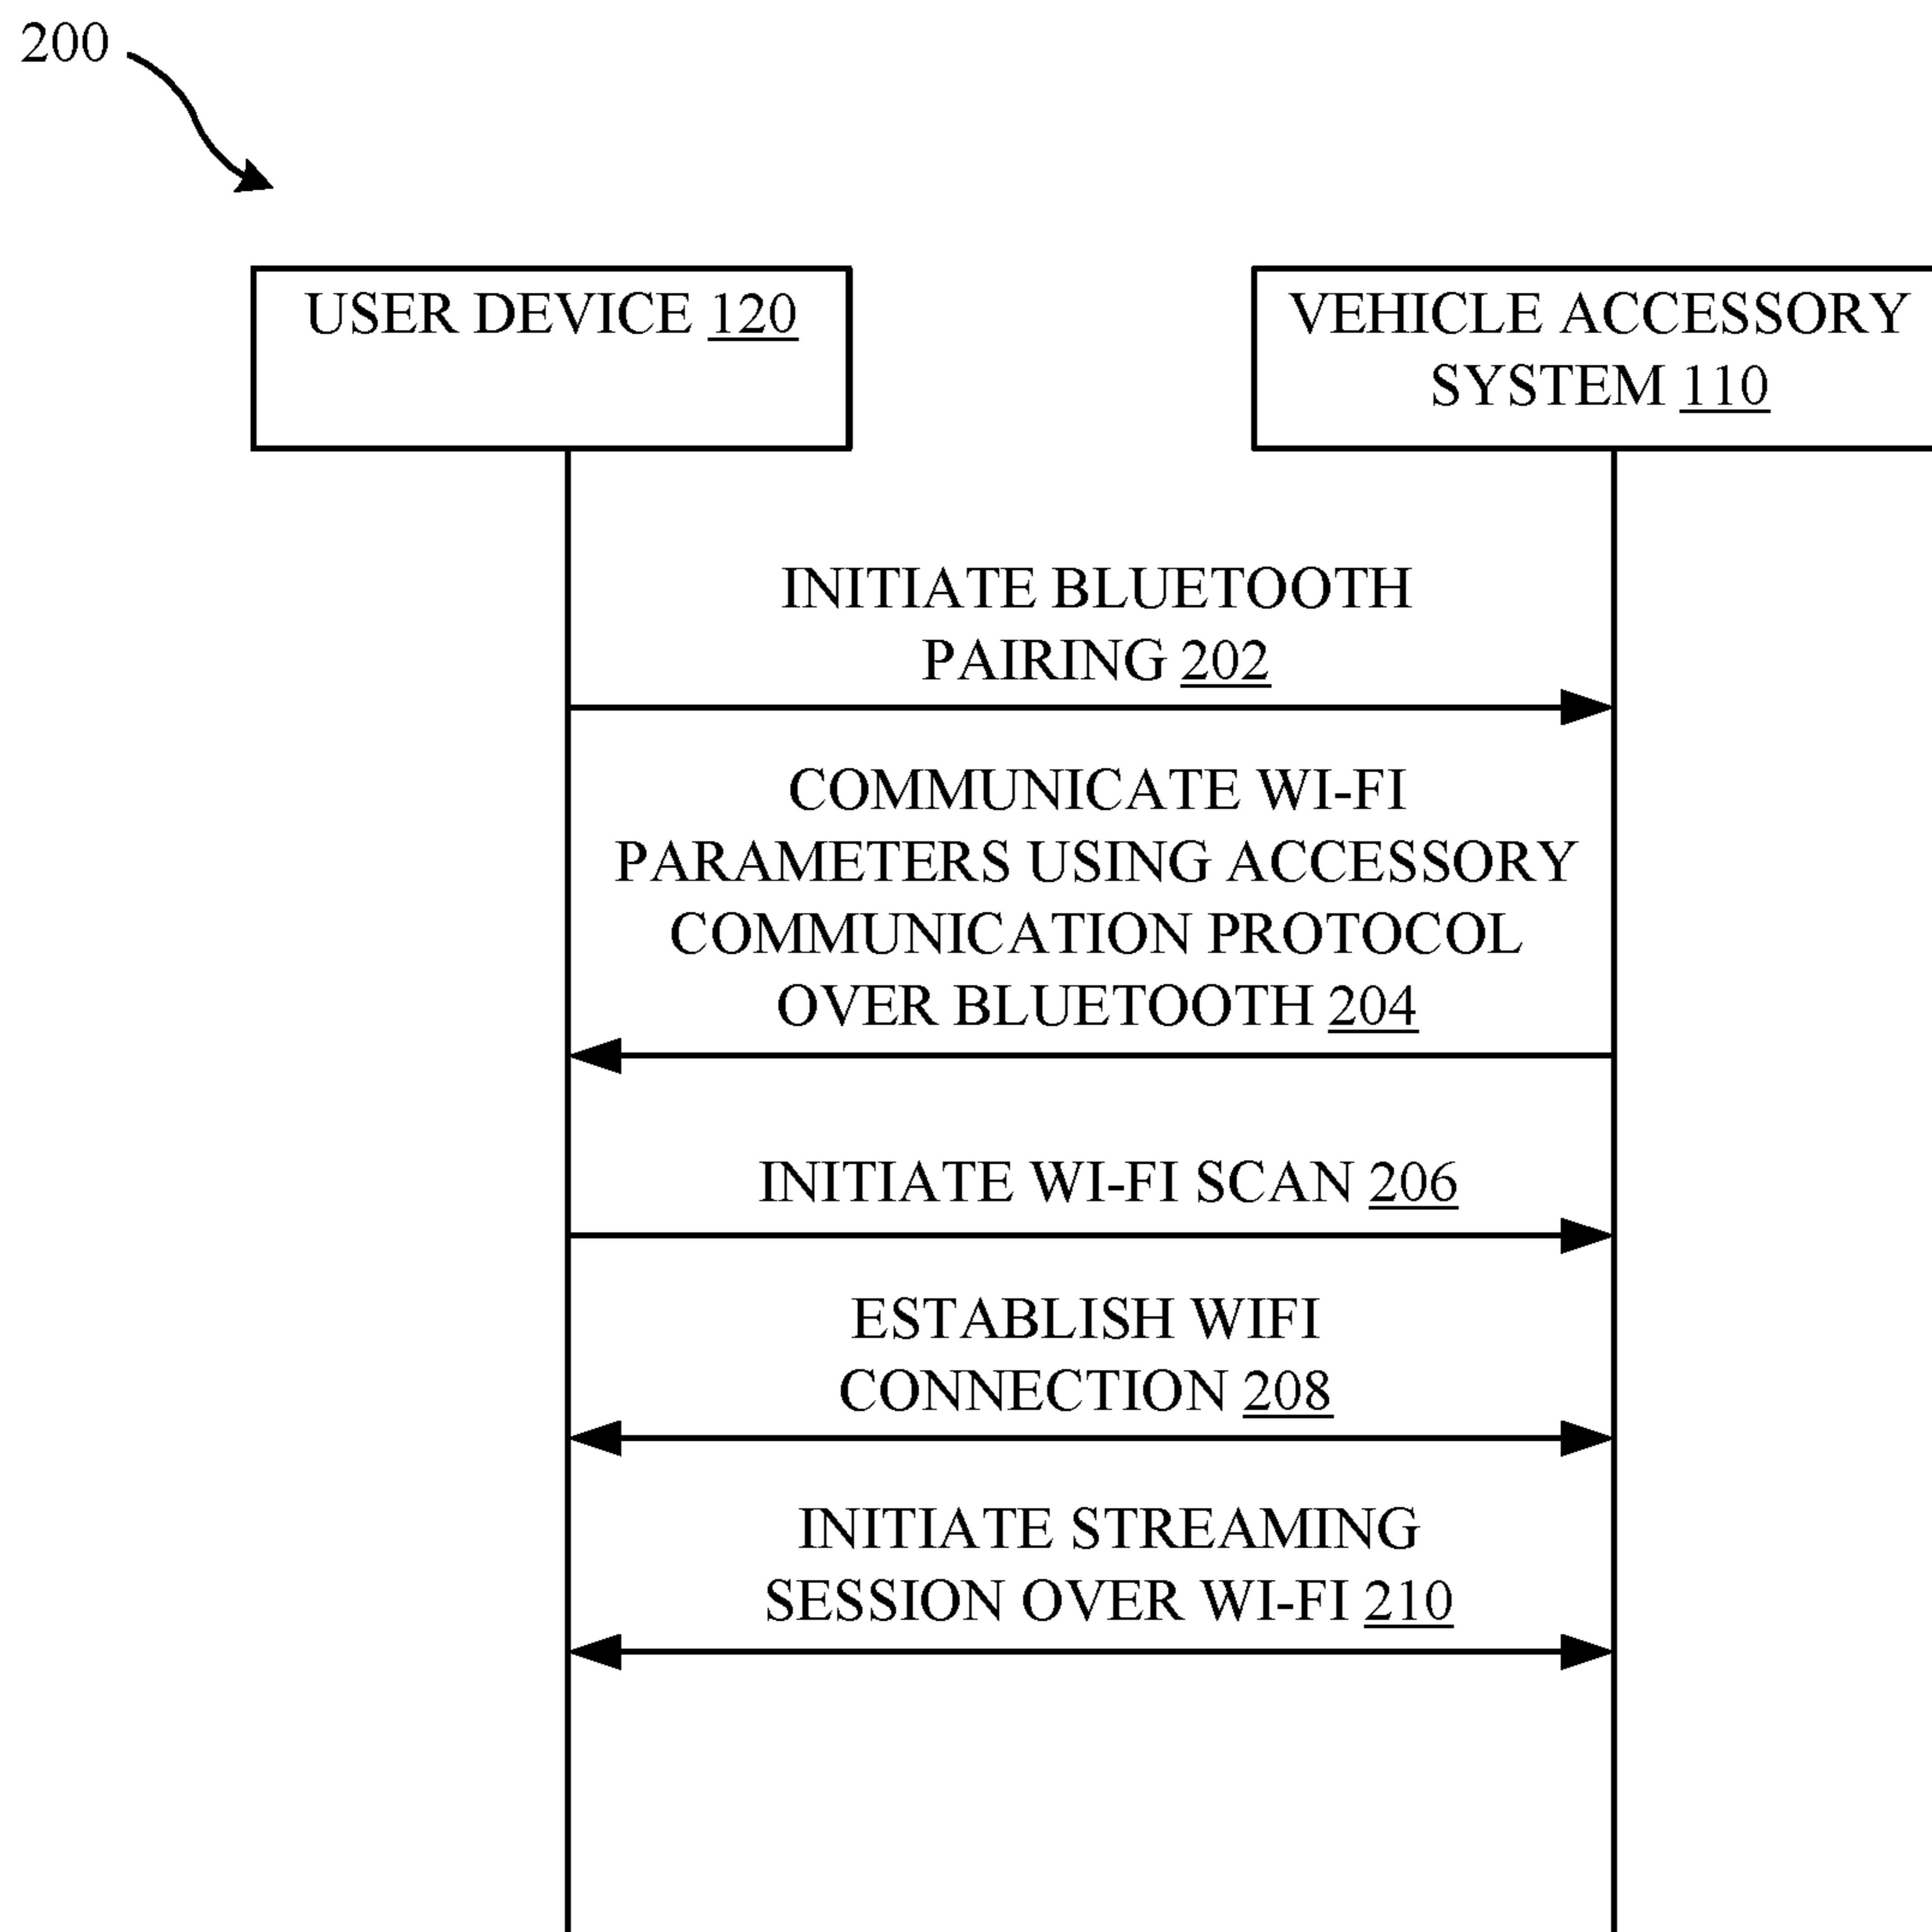 200
USER DEVICE 120
VEHICLE ACCESSORY
SYSTEM 110
INITIATE BLUETOOTH
PAIRING 202
COMMUNICATE WI-FI
PARAMETERS USING ACCESSORY
COMMUNICATION PROTOCOL
OVER BLUETOOTH 204
INITIATE WI-FI SCAN 206
ESTABLISH WIFI
CONNECTION 208
INITIATE STREAMING
SESSION OVER WI-FI 210